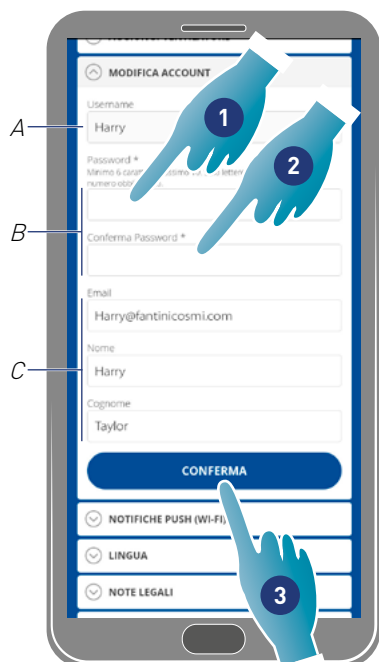 MODIFICA ACCOUNT
Username
A
Harry
1
Password *
2
Minimo 6
numero
B
Conferma Password *
Email
Harry@fantinicosmi.com
Nome
C
Harry
Cognome
Taylor
CONFERMA
NOTIFICHE PUSH (WI-FI)
LINGUA
3
NOTE LEGALI